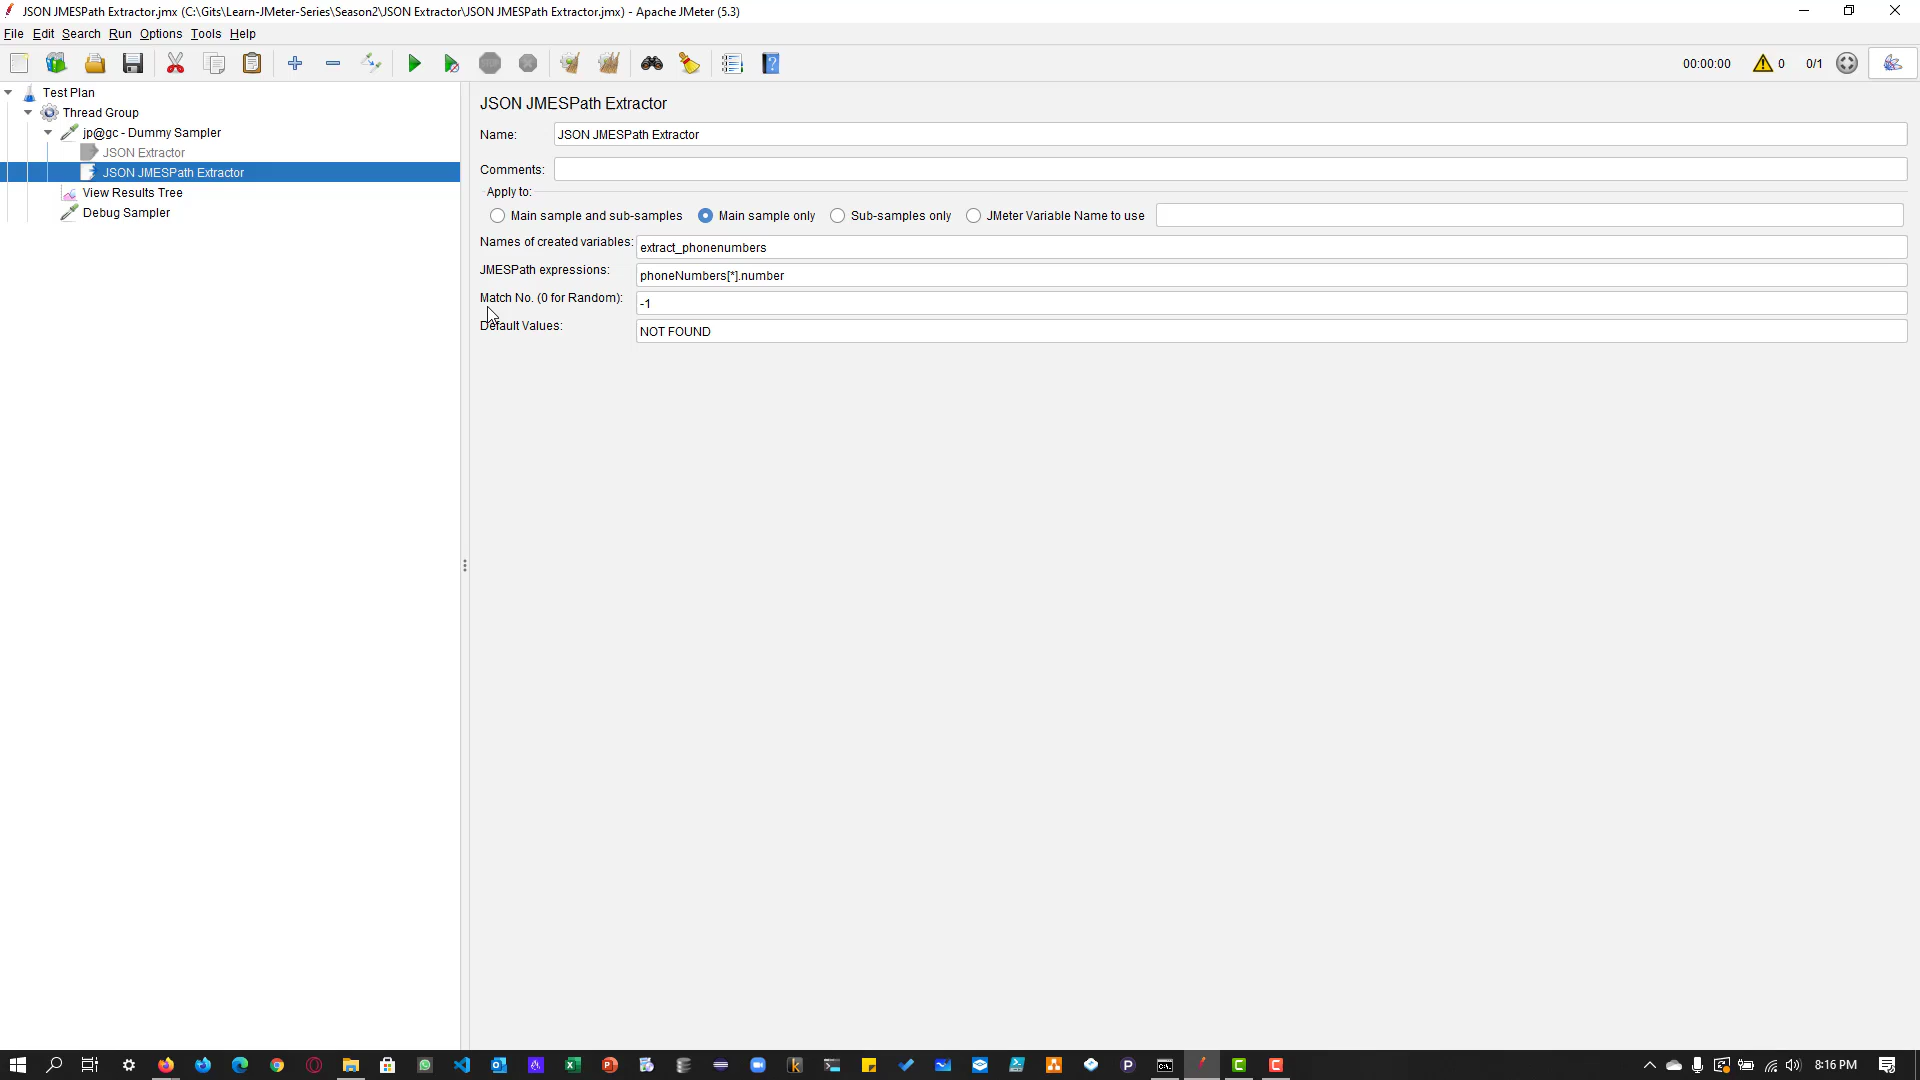 JSON JMESPath Extractor.jmx (C:\Gits\Learn-JMeter-Series\Season2\JSON Extractor\JSON JMESPath Extractor.jmx) - Apache JMeter (5.3)
File Edit Search Run Options Tools Help
00:00:00 0 0/1
Test Plan
Thread Group
jp@gc - Dummy Sampler
JSON Extractor
JSON JMESPath Extractor
View Results Tree
Debug Sampler
JSON JMESPath Extractor
Name: JSON JMESPath Extractor
Comments:
Apply to:
Main sample and sub-samples Main sample only Sub-samples only JMeter Variable Name to use
Names of created variables: extract_phonenumbers
JMESPath expressions: phoneNumbers[*].number
Match No. (0 for Random): -1
Default Values: NOT FOUND
8:16 PM